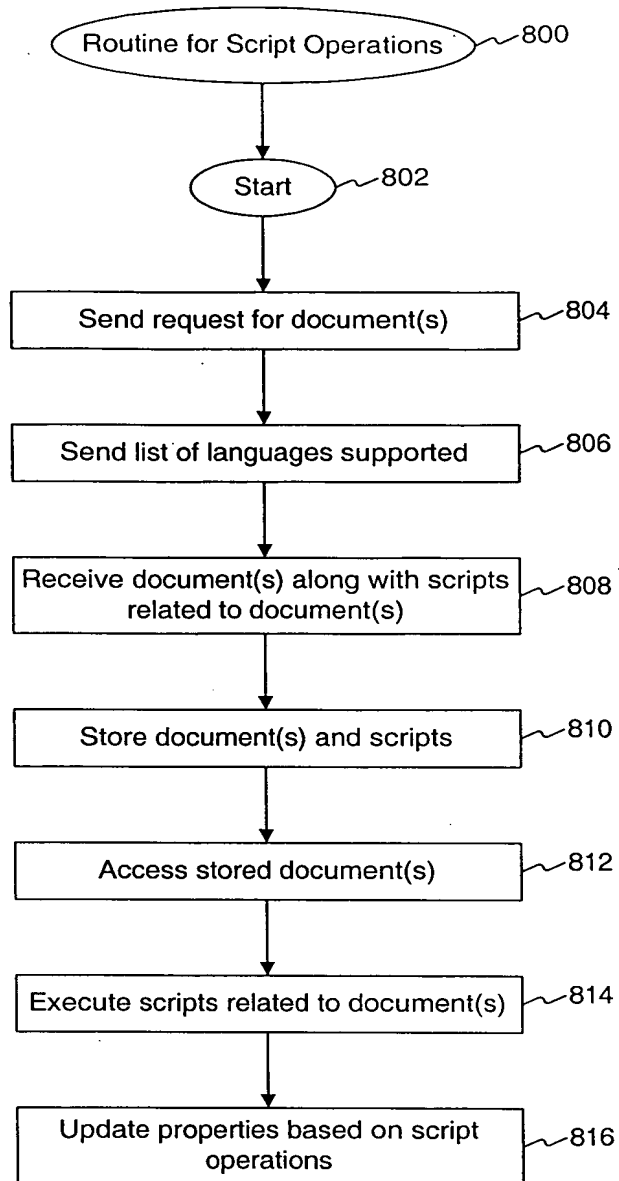 Routine for Script Operations
800
Start
802
Send request for document(s)
804
Send list of languages supported
806
Receive document(s) along with scripts
related to document(s)
808
Store document(s) and scripts
810
Access stored document(s)
812
Execute scripts related to document(s)
814
Update properties based on script
operations
816